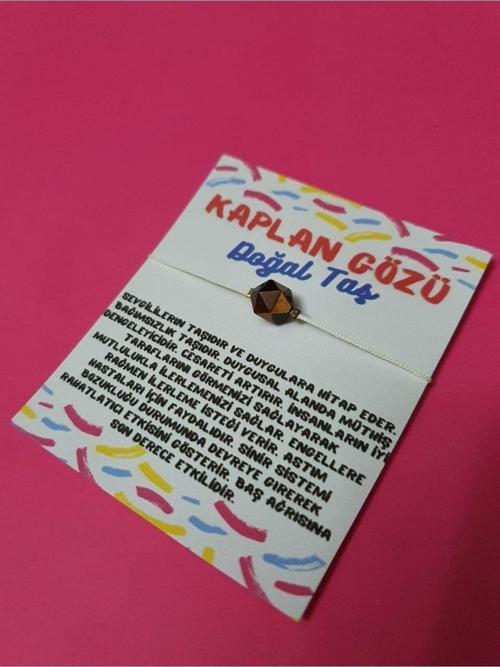 KAPLAN GÖZÜ
Doğal Taş
SEVGİLİLERİN TAŞIDIR VE DUYGULARA HİTAP EDER.
BAĞIMSIZLIK TAŞIDIR. DUYGUSAL ALANDA MÜTHİŞ
DENGELEYİCİDİR. CESARETİ ARTIRIR. İNSANLARIN İYİ
TARAFLARINI GÖRMENİZİ SAĞLAYARAK
MUTLULUKLA İLERLEMENİZİ SAĞLAR. ENGELLERE
RAĞMEN İLERLEME İSTEĞİ VERİR. ASTIM
HASTALARI İÇİN FAYDALIDIR. SİNİR SİSTEMİ
BOZUKLUĞU DURUMUNDA DEVREYE GİREREK
RAHATLATICI ETKİSİNİ GÖSTERİR. BAŞ AĞRISINA
SON DERECE ETKİLİDİR.